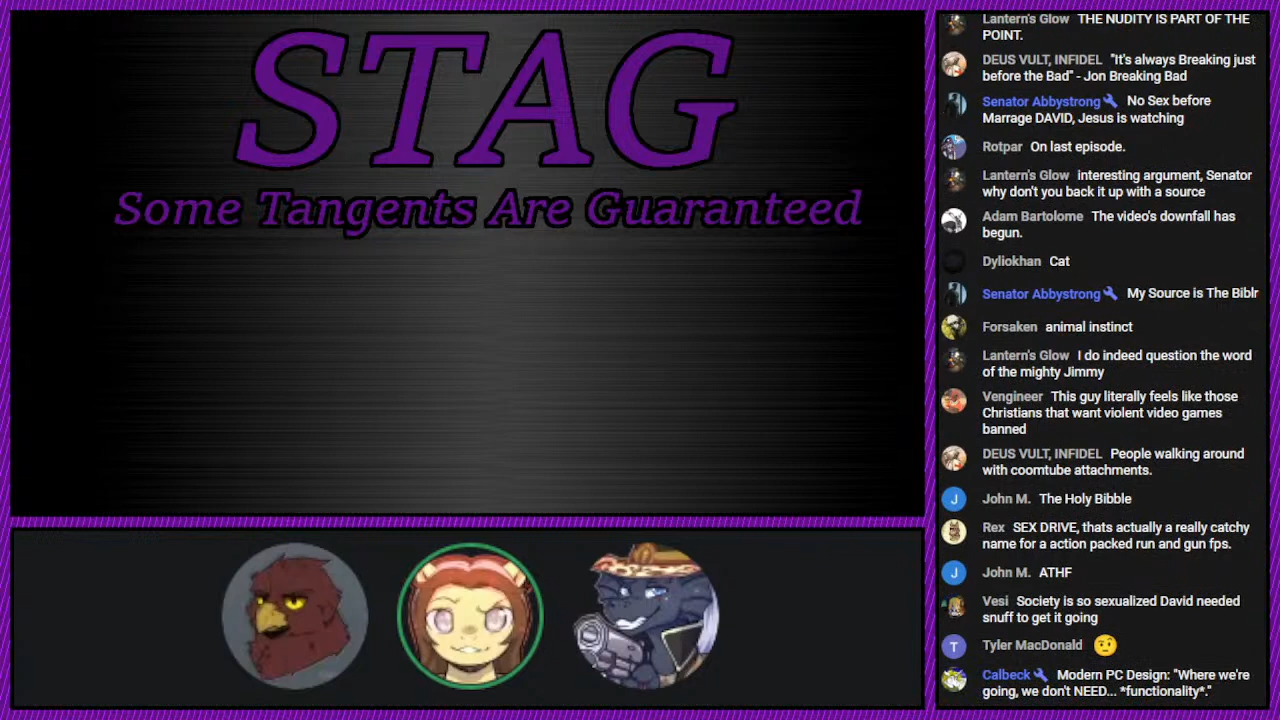 STAG
Some Tangents Are Guaranteed
Lantern's Glow THE NUDITY IS PART OF THE
POINT.
DEUS VULT, INFIDEL "It's always Breaking just
before the Bad" - Jon Breaking Bad
Senator Abbystrong No Sex before
Marrage DAVID, Jesus is watching
Rotpar On last episode.
Lantern's Glow interesting argument, Senator
why don't you back it up with a source
Adam Bartolome The video's downfall has
begun.
Dyliokhan Cat
Senator Abbystrong My Source is The Biblr
Forsaken animal instinct
Lantern's Glow I do indeed question the word
of the mighty Jimmy
Vengineer This guy literally feels like those
Christians that want violent video games
banned
DEUS VULT, INFIDEL People walking around
with coomtube attachments.
J John M. The Holy Bibble
Rex SEX DRIVE, thats actually a really catchy
name for a action packed run and gun fps.
J John M. ATHF
Vesi Society is so sexualized David needed
snuff to get it going
T Tyler MacDonald 🤨
Calbeck Modern PC Design: "Where we're
going, we don't NEED... *functionality*."